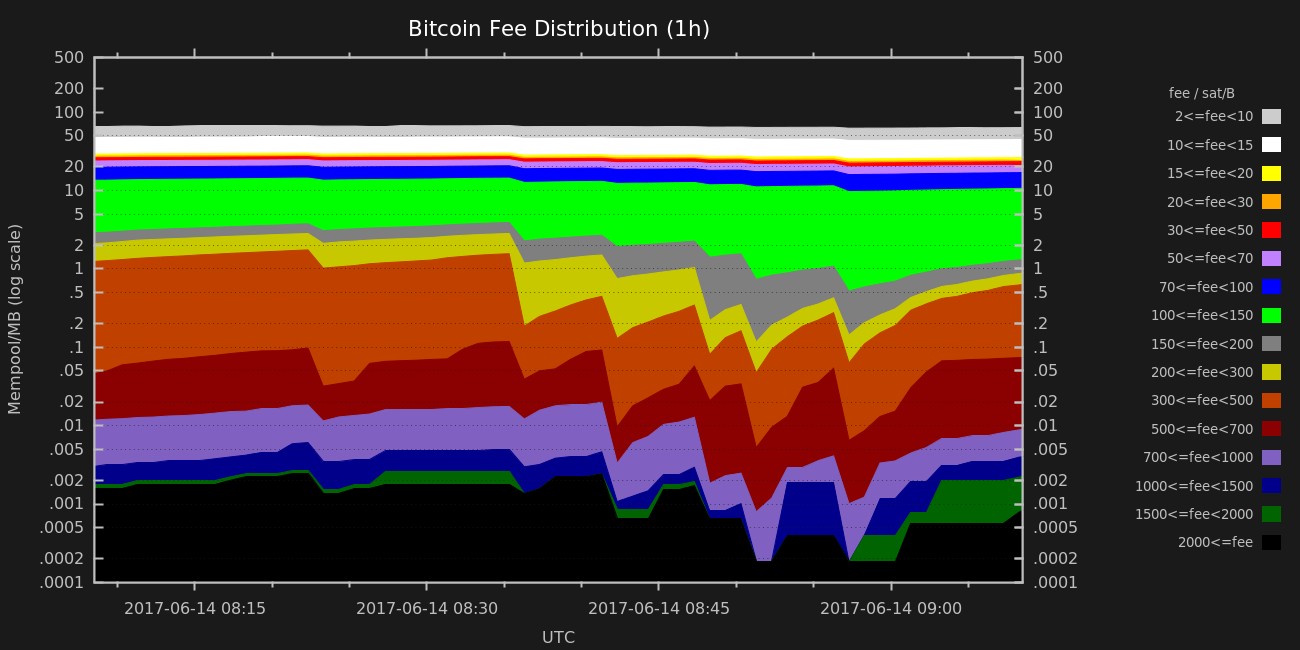 Bitcoin Fee Distribution (1h)
Mempool/MB (log scale)
500
200
100
50
20
10
5
2
1
.5
.2
.1
.05
.02
.01
.005
.002
.001
.0005
.0002
.0001
500
200
100
50
20
10
5
2
1
.5
.2
.1
.05
.02
.01
.005
.002
.001
.0005
.0002
.0001
2017-06-14 08:15
2017-06-14 08:30
2017-06-14 08:45
2017-06-14 09:00
UTC
fee / sat/B
2<=fee<10
10<=fee<15
15<=fee<20
20<=fee<30
30<=fee<50
50<=fee<70
70<=fee<100
100<=fee<150
150<=fee<200
200<=fee<300
300<=fee<500
500<=fee<700
700<=fee<1000
1000<=fee<1500
1500<=fee<2000
2000<=fee